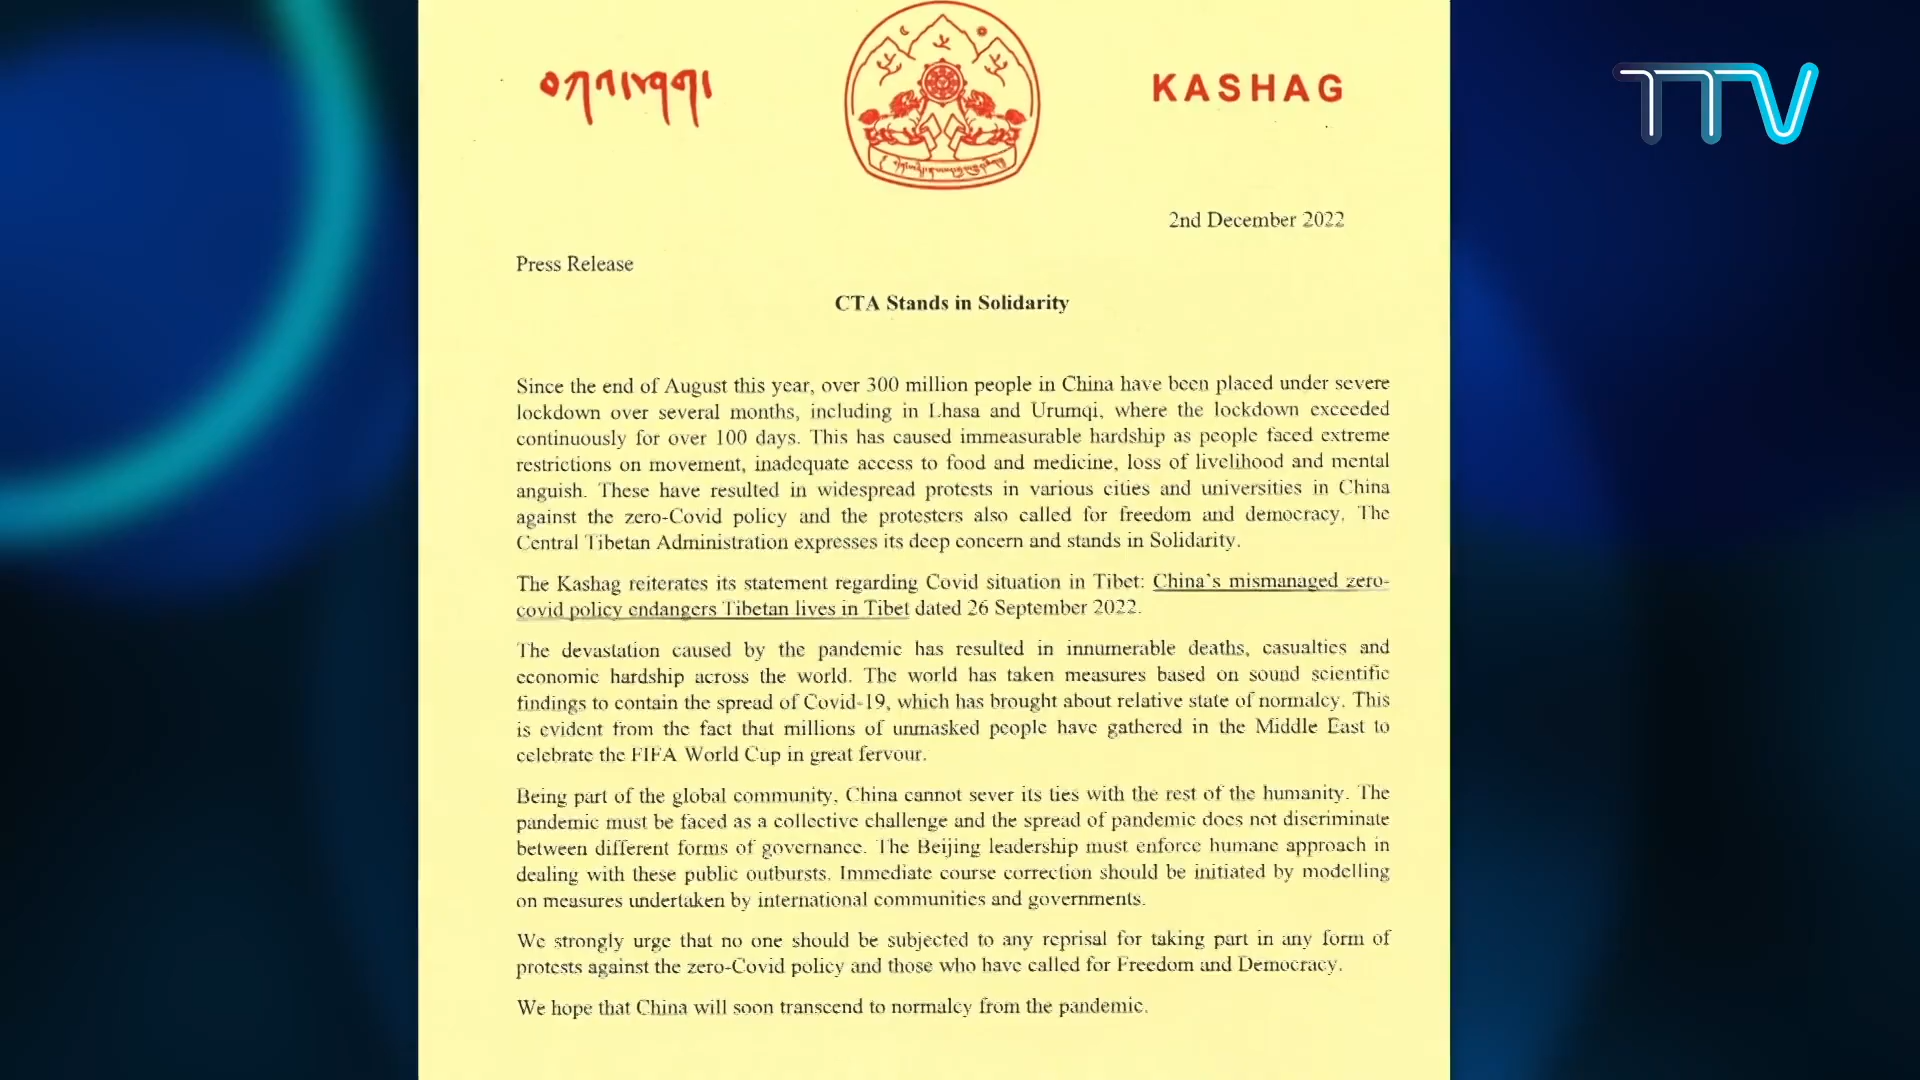 བཀའ་ཤག།
KASHAG
TTV
2nd December 2022
Press Release
CTA Stands in Solidarity
Since the end of August this year, over 300 million people in China have been placed under severe
lockdown over several months, including in Lhasa and Urumqi, where the lockdown exceeded
continuously for over 100 days. This has caused immeasurable hardship as people faced extreme
restrictions on movement, inadequate access to food and medicine, loss of livelihood and mental
anguish. These have resulted in widespread protests in various cities and universities in China
against the zero-Covid policy and the protesters also called for freedom and democracy. The
Central Tibetan Administration expresses its deep concern and stands in Solidarity.
The Kashag reiterates its statement regarding Covid situation in Tibet: China's mismanaged zero-
covid policy endangers Tibetan lives in Tibet dated 26 September 2022.
The devastation caused by the pandemic has resulted in innumerable deaths, casualties and
economic hardship across the world. The world has taken measures based on sound scientific
findings to contain the spread of Covid-19, which has brought about relative state of normalcy. This
is evident from the fact that millions of unmasked people have gathered in the Middle East to
celebrate the FIFA World Cup in great fervour.
Being part of the global community, China cannot sever its ties with the rest of the humanity. The
pandemic must be faced as a collective challenge and the spread of pandemic does not discriminate
between different forms of governance. The Beijing leadership must enforce humane approach in
dealing with these public outbursts. Immediate course correction should be initiated by modelling
on measures undertaken by international communities and governments.
We strongly urge that no one should be subjected to any reprisal for taking part in any form of
protests against the zero-Covid policy and those who have called for Freedom and Democracy.
We hope that China will soon transcend to normalcy from the pandemic.